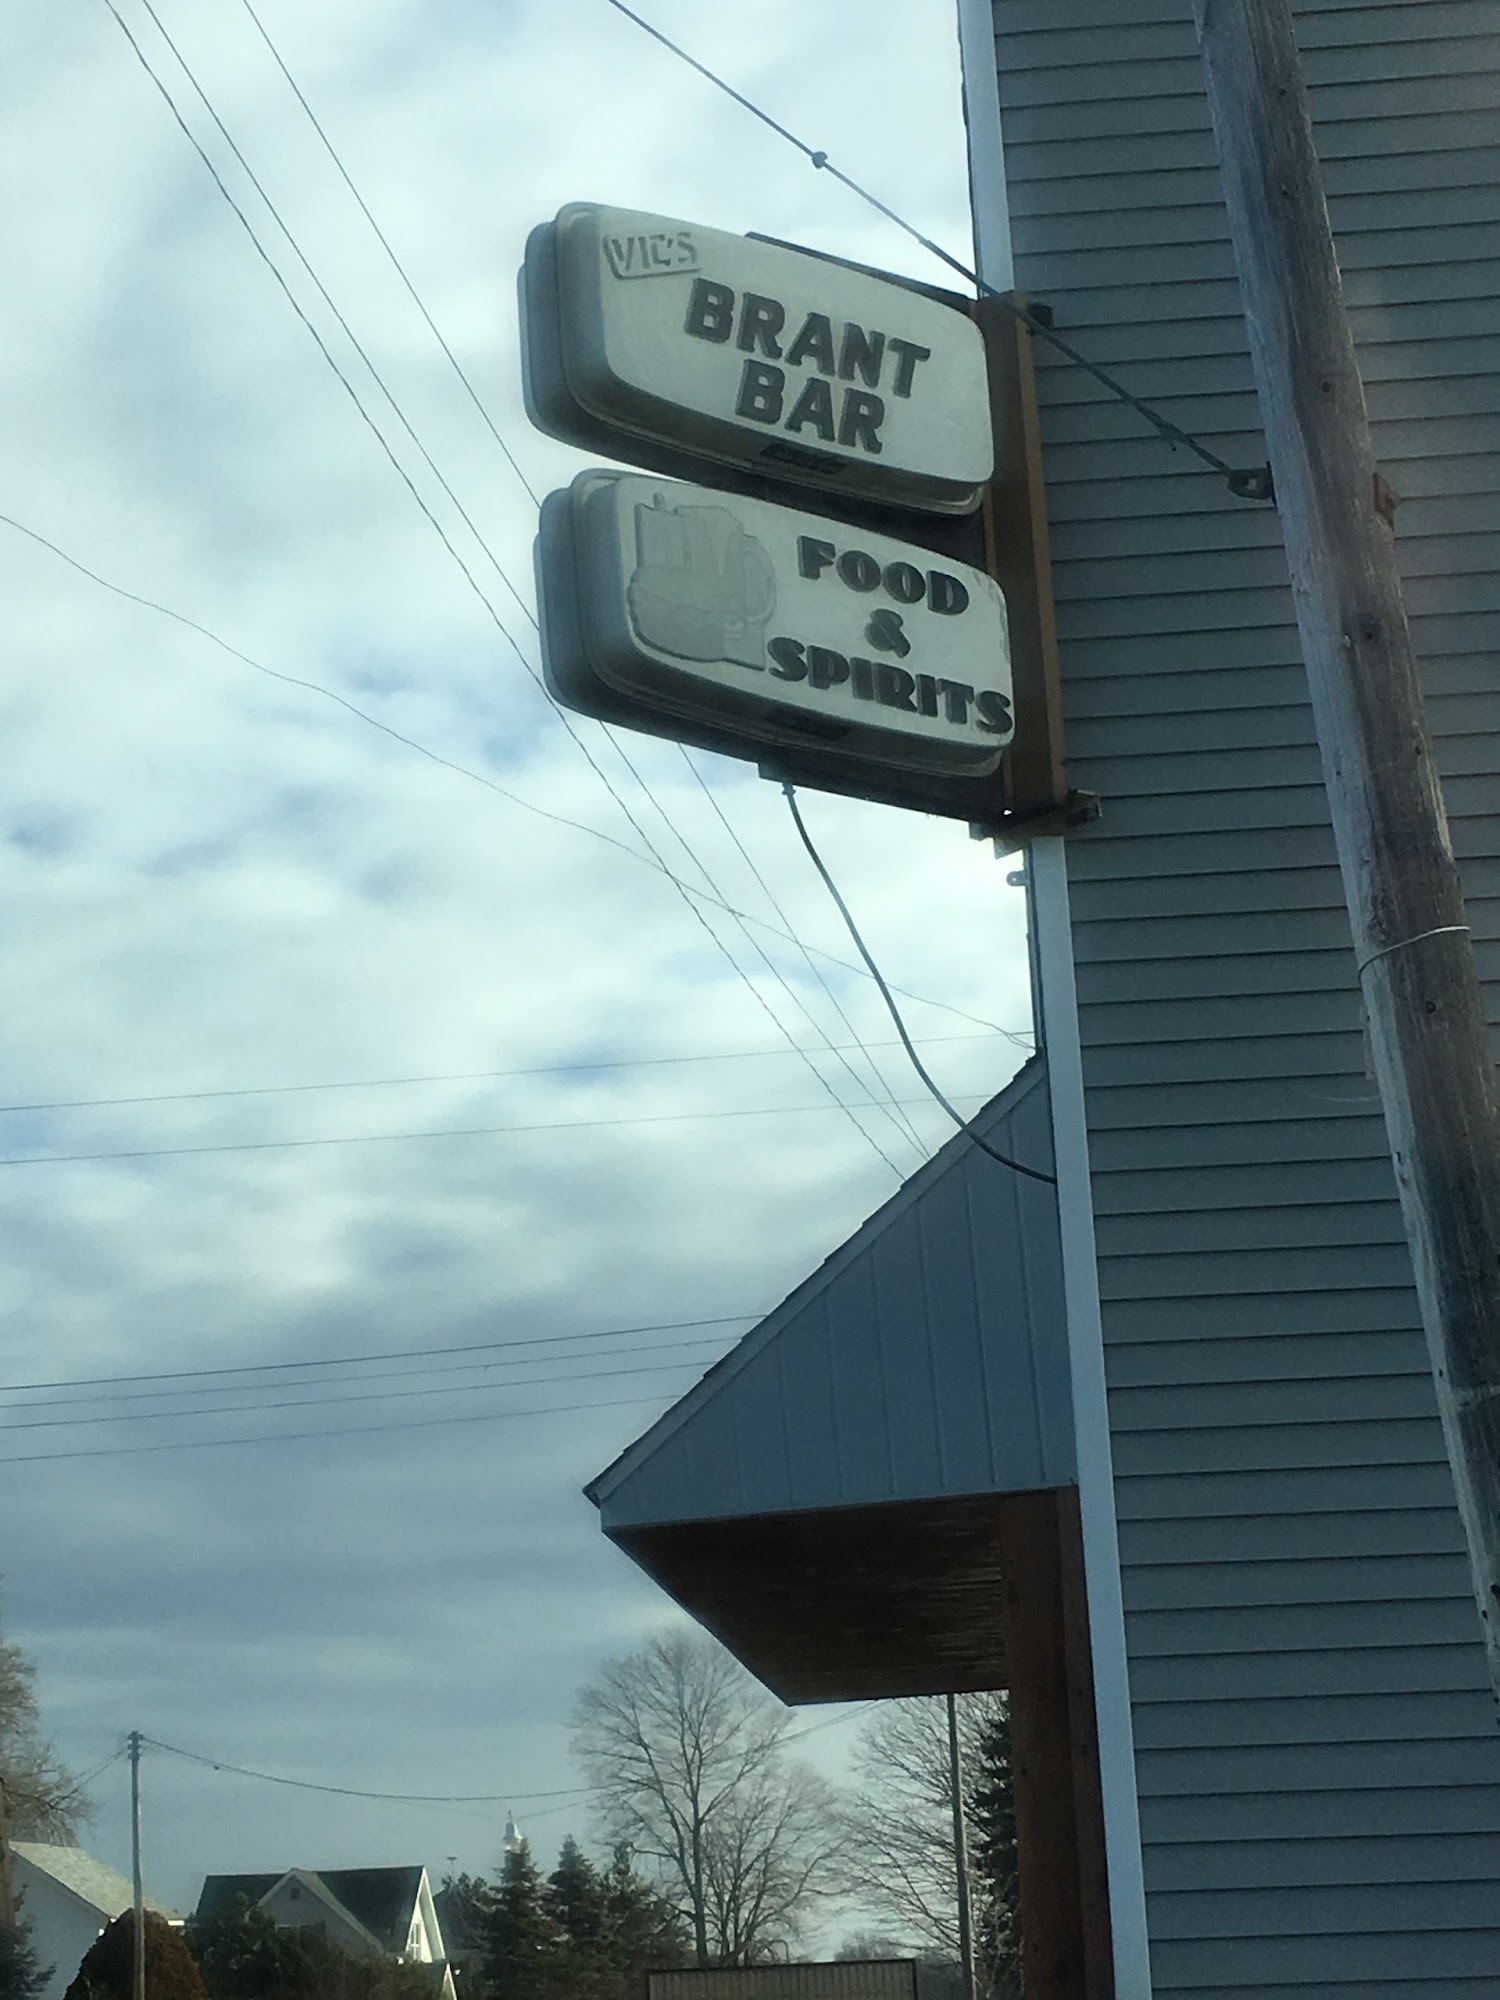 VIC'S
BRANT
BAR
FOOD
&
SPIRITS